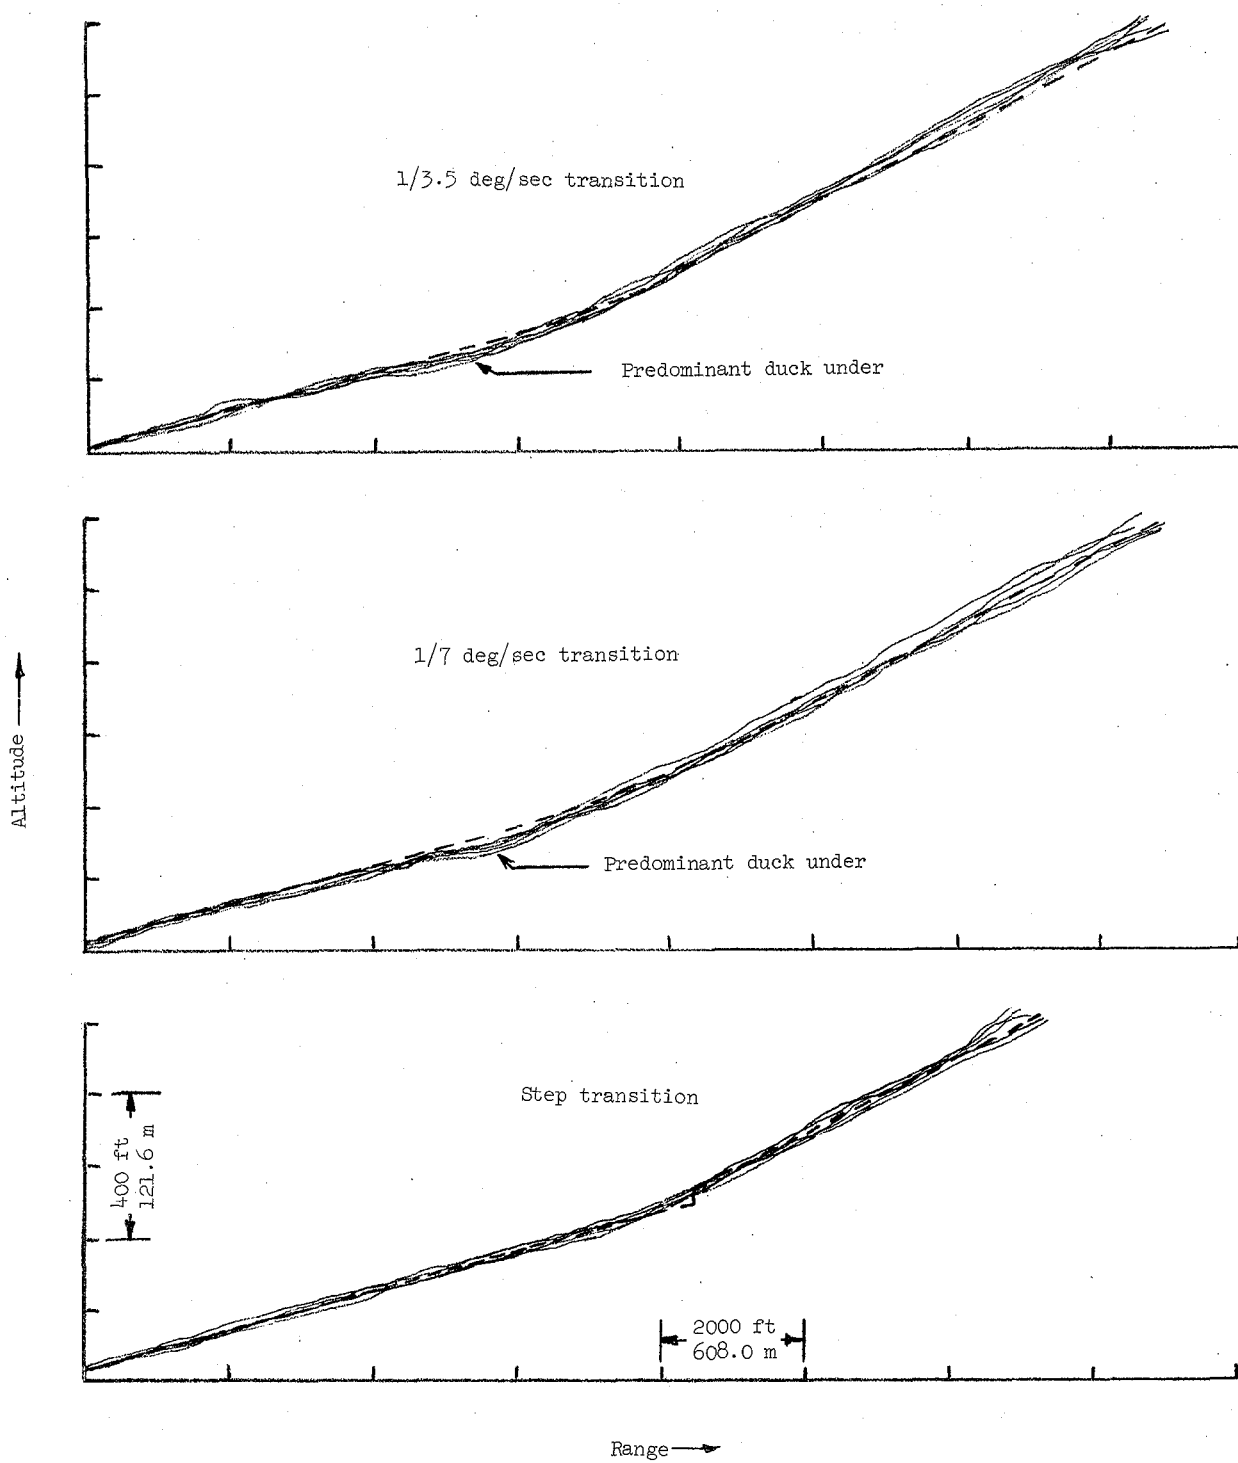 1/3.5 deg/sec transition
Predominant duck under
1/7 deg/sec transition
Predominant duck under
Altitude
Step transition
400 ft
121.6 m
2000 ft
608.0 m
Range